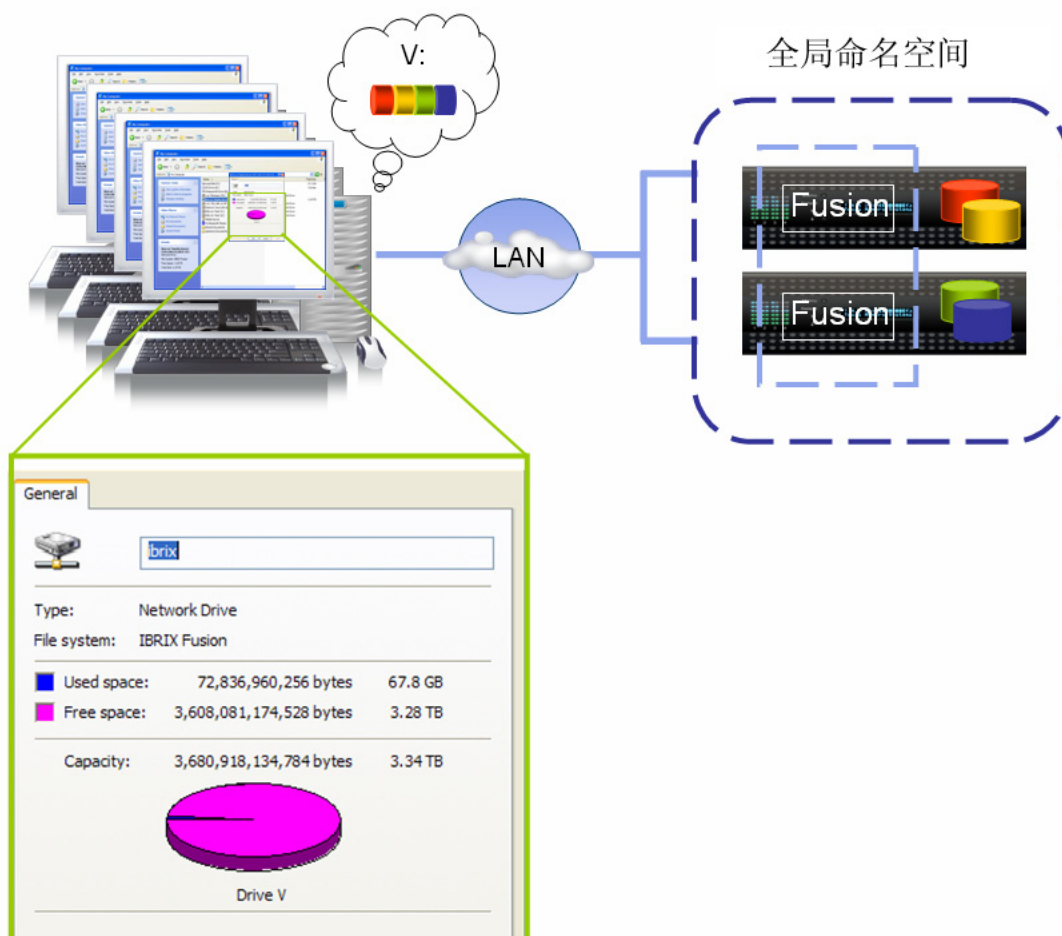 V:
全局命名空间
LAN
Fusion
Fusion
General
ibrix
Type: Network Drive
File system: IBRIX Fusion
Used space: 72,836,960,256 bytes 67.8 GB
Free space: 3,608,081,174,528 bytes 3.28 TB
Capacity: 3,680,918,134,784 bytes 3.34 TB
Drive V